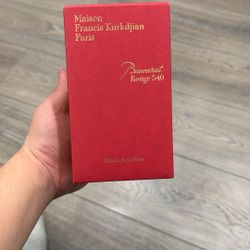 Maison
Francis Kurkdjian
Paris
Baccarat
Rouge 540
Extrait de parfum